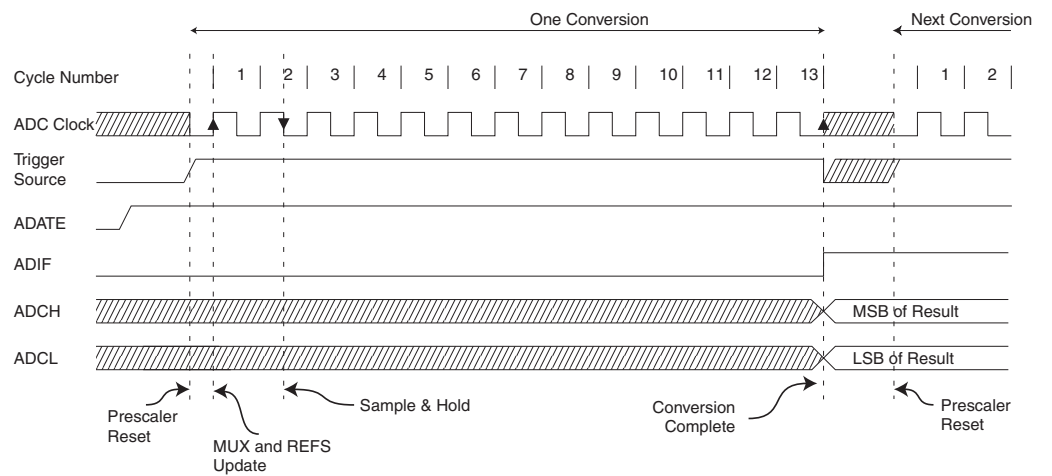 One Conversion
Next Conversion
Cycle Number
1 2 3 4 5 6 7 8 9 10 11 12 13 1 2
ADC Clock
Trigger
Source
ADATE
ADIF
ADCH
MSB of Result
ADCL
LSB of Result
Prescaler
Reset
MUX and REFS
Update
Sample & Hold
Conversion
Complete
Prescaler
Reset